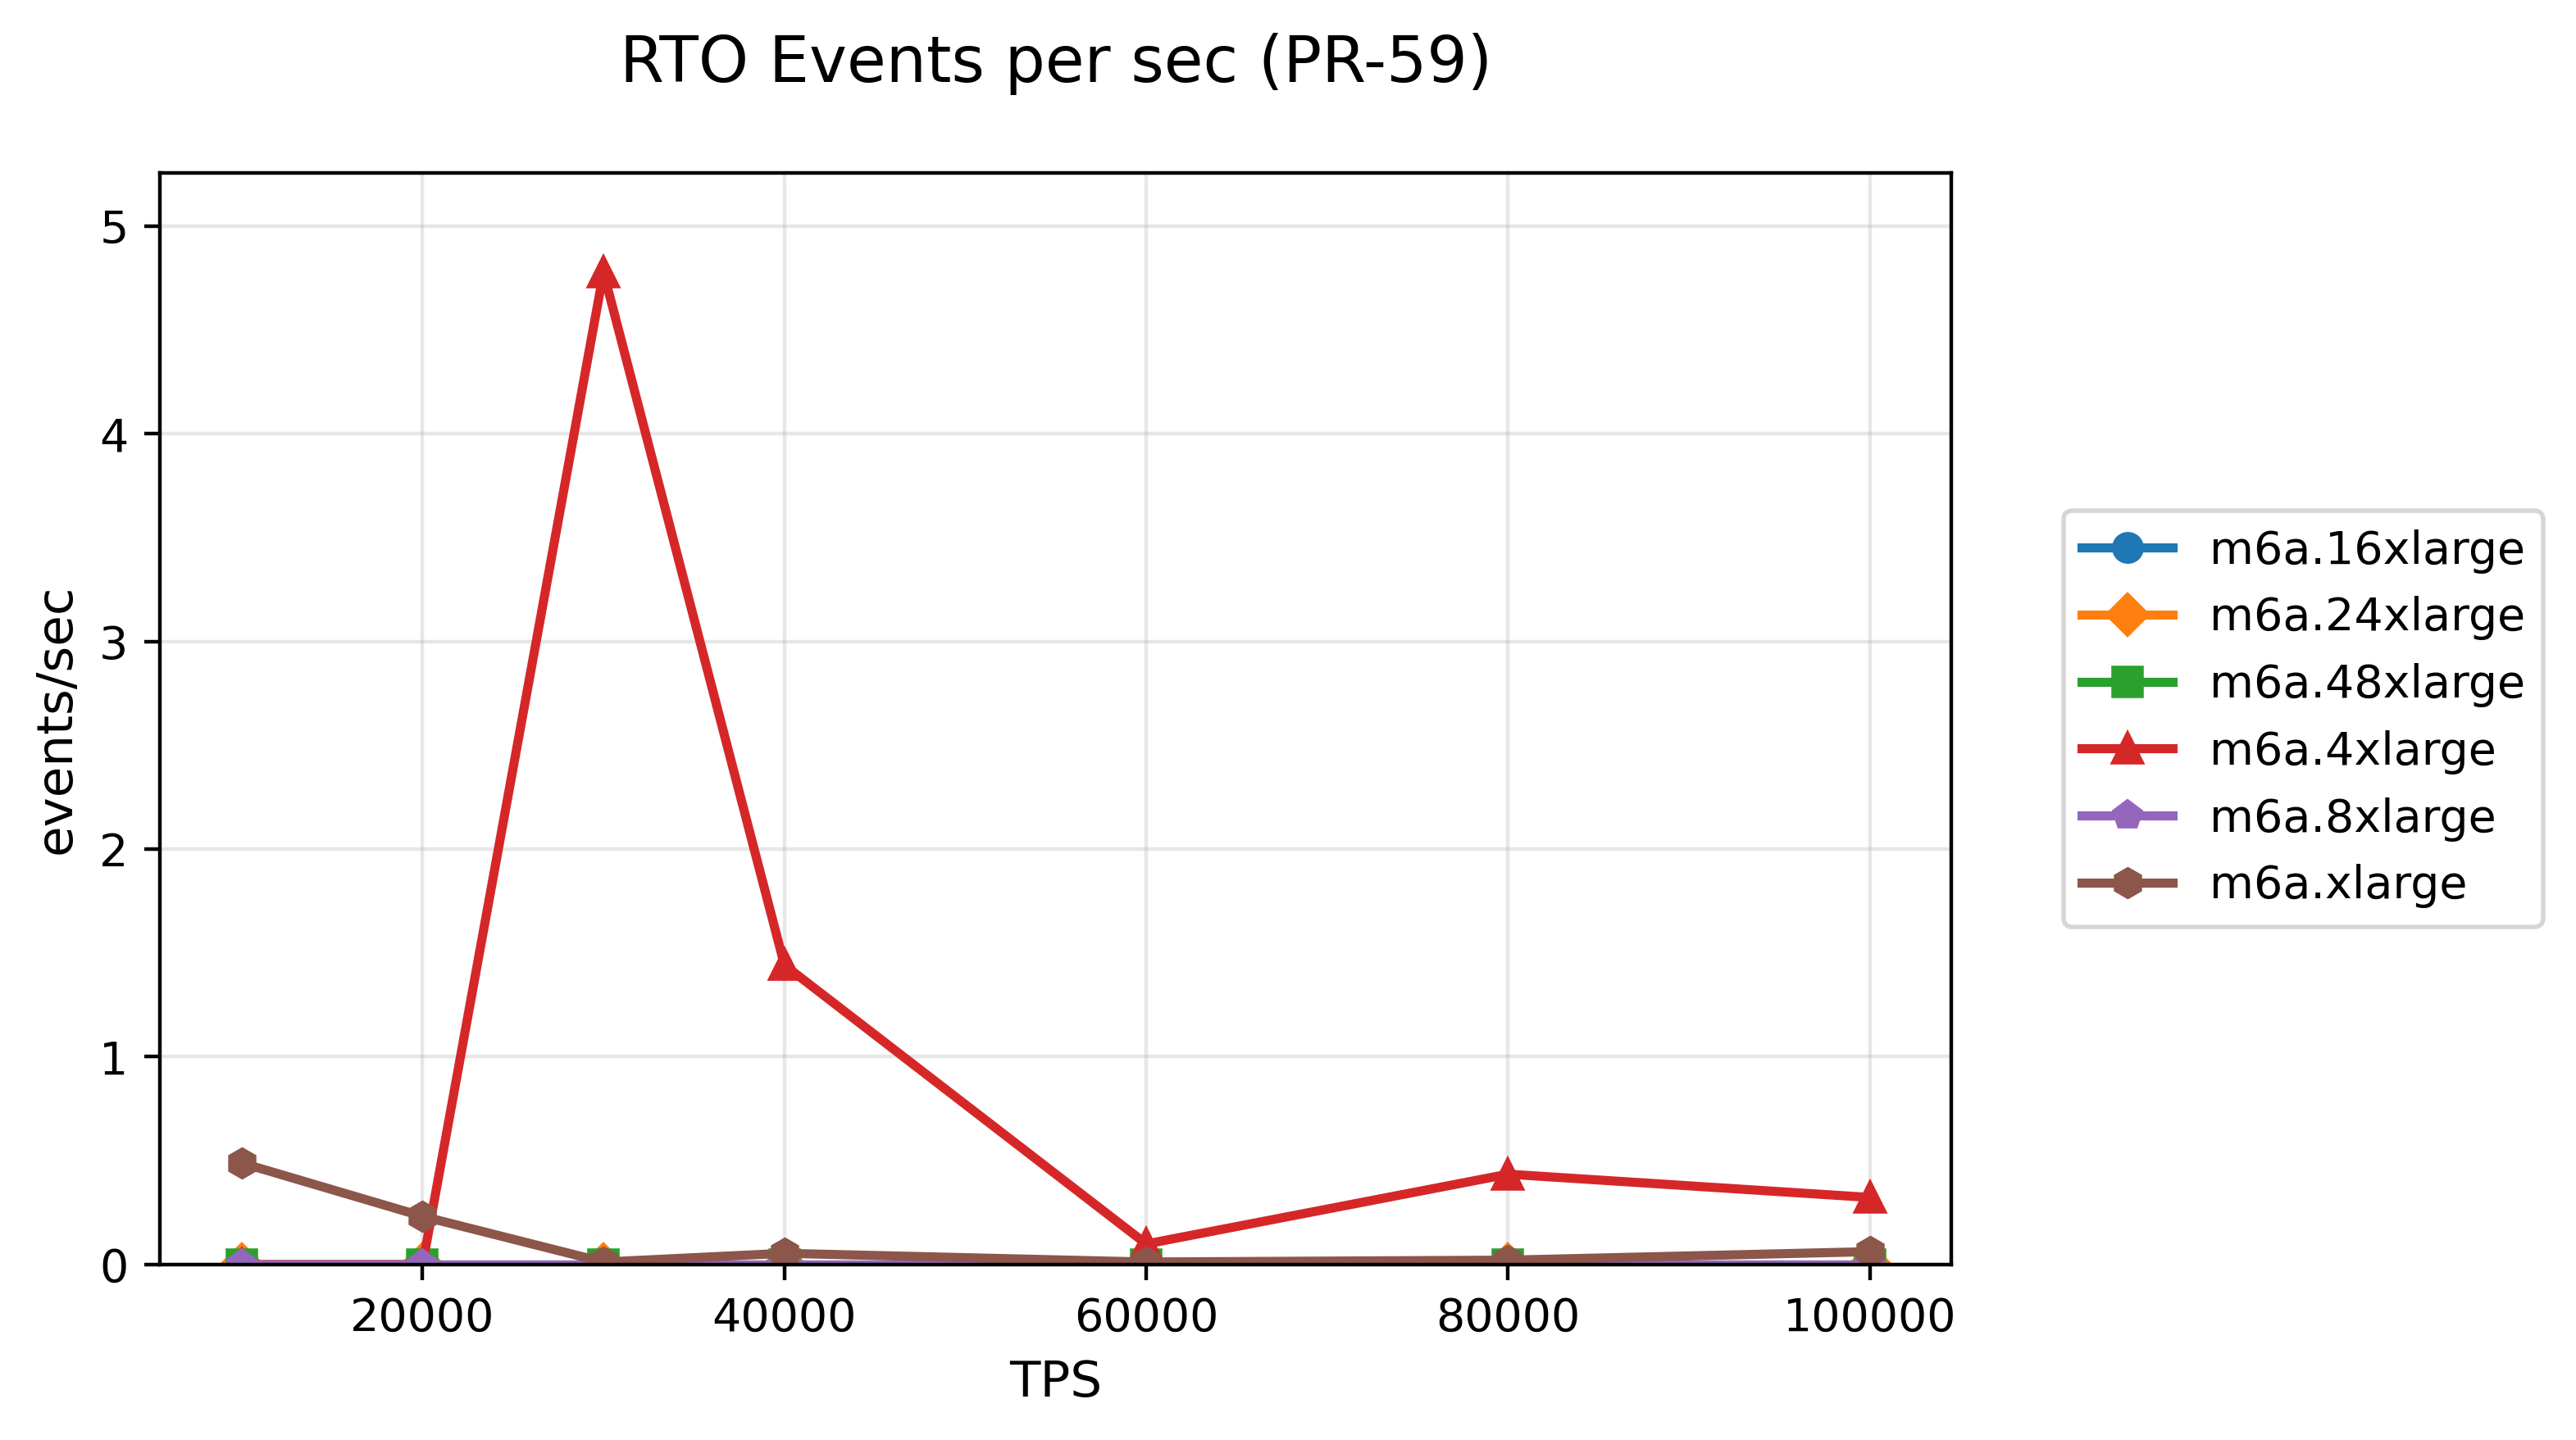 RTO Events per sec (PR-59)
5
4
3
2
1
0
events/sec
20000 40000 60000 80000 100000
TPS
m6a.16xlarge
m6a.24xlarge
m6a.48xlarge
m6a.4xlarge
m6a.8xlarge
m6a.xlarge